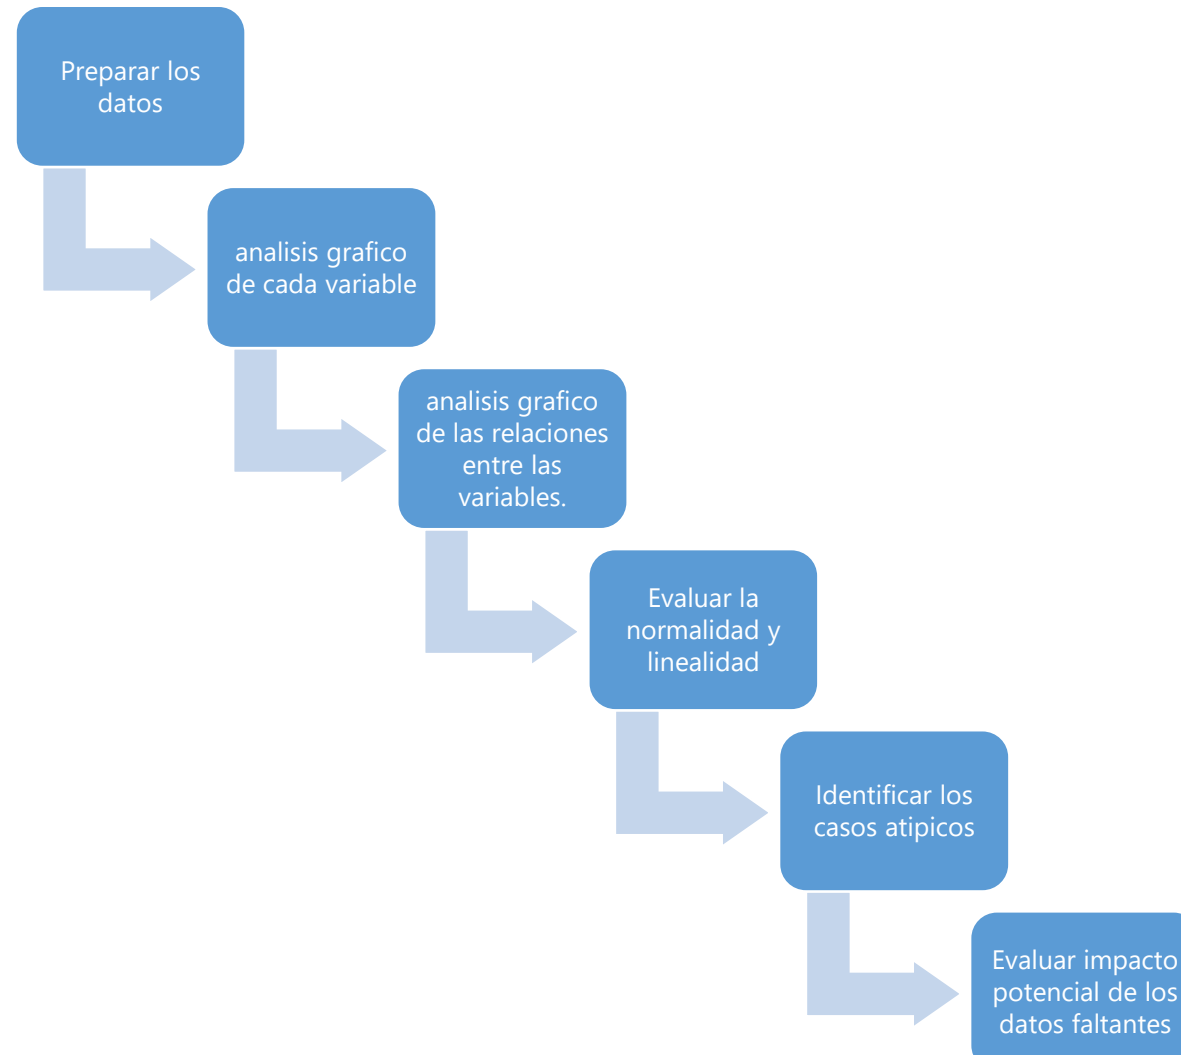 Preparar los
datos
analisis grafico
de cada variable
analisis grafico
de las relaciones
entre las
variables.
Evaluar la
normalidad y
linealidad
Identificar los
casos atipicos
Evaluar impacto
potencial de los
datos faltantes